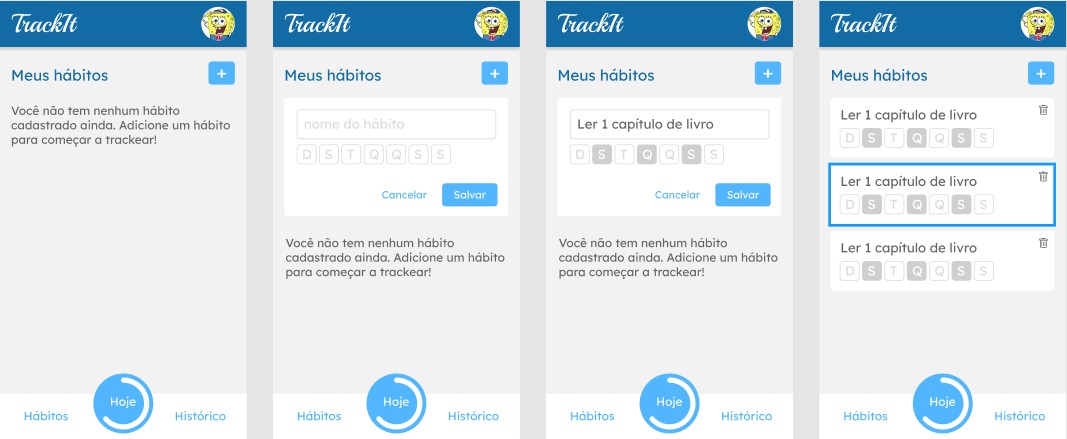 TrackIt
Meus hábitos
+
Você não tem nenhum hábito
cadastrado ainda. Adicione um hábito
para começar a trackear!
Hábitos
Hoje
Histórico
TrackIt
Meus hábitos
+
nome do hábito
D S T Q Q S S
Cancelar
Salvar
Você não tem nenhum hábito
cadastrado ainda. Adicione um hábito
para começar a trackear!
Hábitos
Hoje
Histórico
TrackIt
Meus hábitos
+
Ler 1 capítulo de livro
D S T Q Q S S
Cancelar
Salvar
Você não tem nenhum hábito
cadastrado ainda. Adicione um hábito
para começar a trackear!
Hábitos
Hoje
Histórico
TrackIt
Meus hábitos
+
Ler 1 capítulo de livro
D S T Q Q S S
Ler 1 capítulo de livro
D S T Q Q S S
Ler 1 capítulo de livro
D S T Q Q S S
Hábitos
Hoje
Histórico